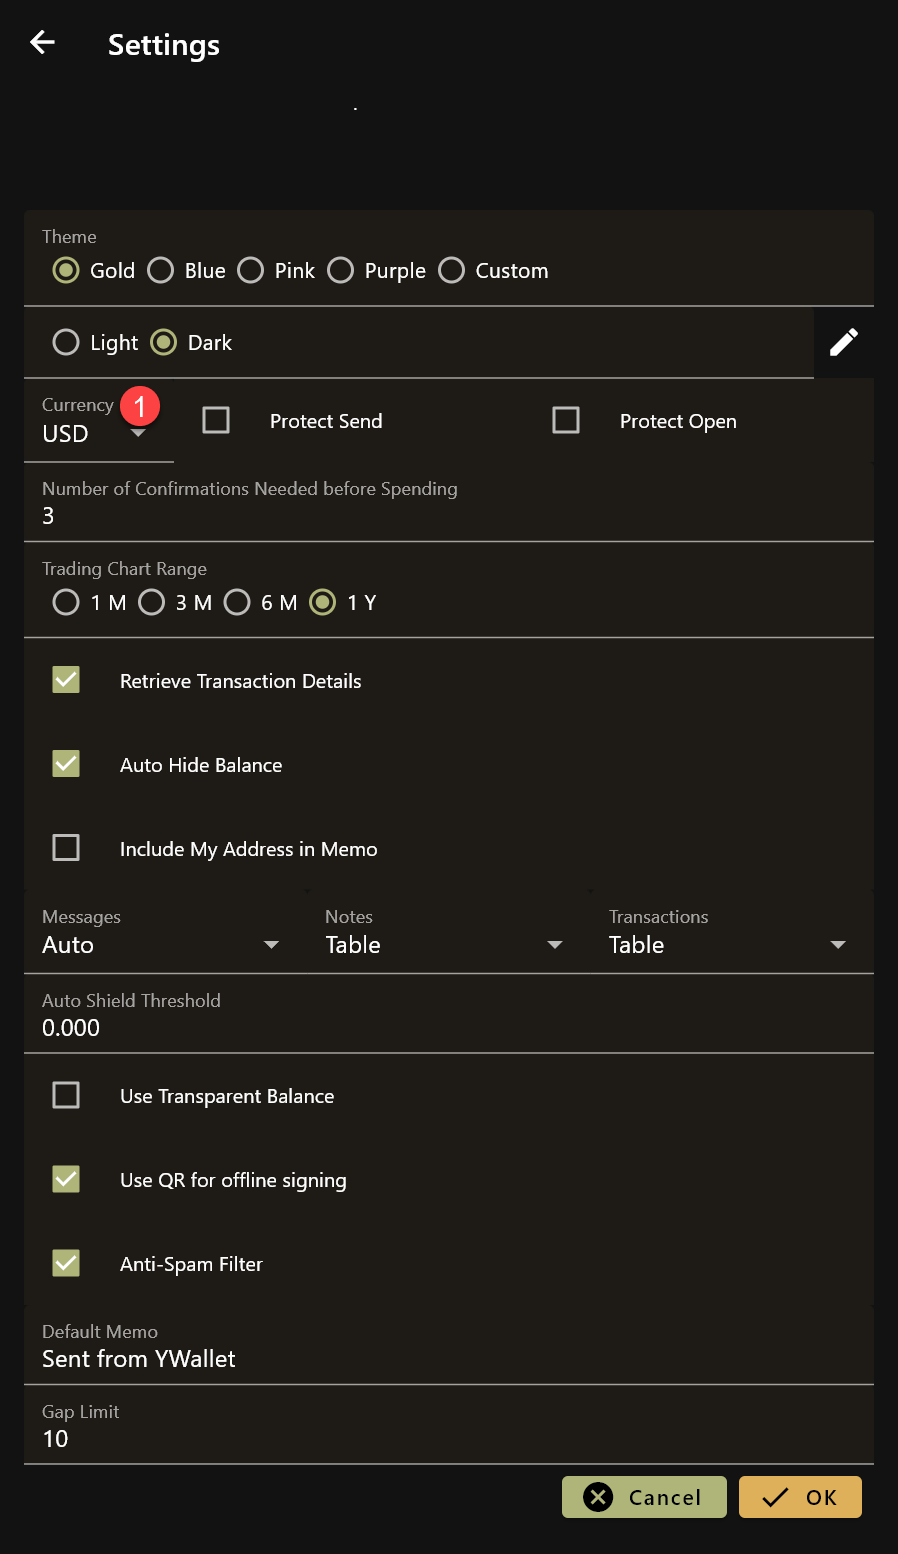 Settings
Theme
Gold Blue Pink Purple Custom
Light Dark
Currency 1
USD Protect Send Protect Open
Number of Confirmations Needed before Spending
3
Trading Chart Range
1 M 3 M 6 M 1 Y
Retrieve Transaction Details
Auto Hide Balance
Include My Address in Memo
Messages Notes Transactions
Auto Table Table
Auto Shield Threshold
0.000
Use Transparent Balance
Use QR for offline signing
Anti-Spam Filter
Default Memo
Sent from YWallet
Gap Limit
10
Cancel OK